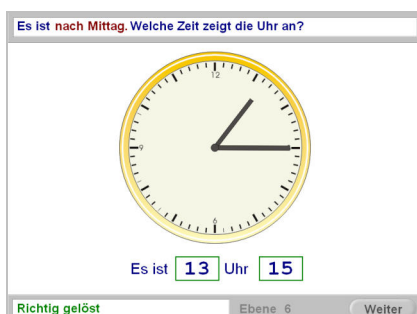 Es ist nach Mittag. Welche Zeit zeigt die Uhr an?
12
9
6
Es ist 13 Uhr 15
Richtig gelöst Ebene 6 Weiter